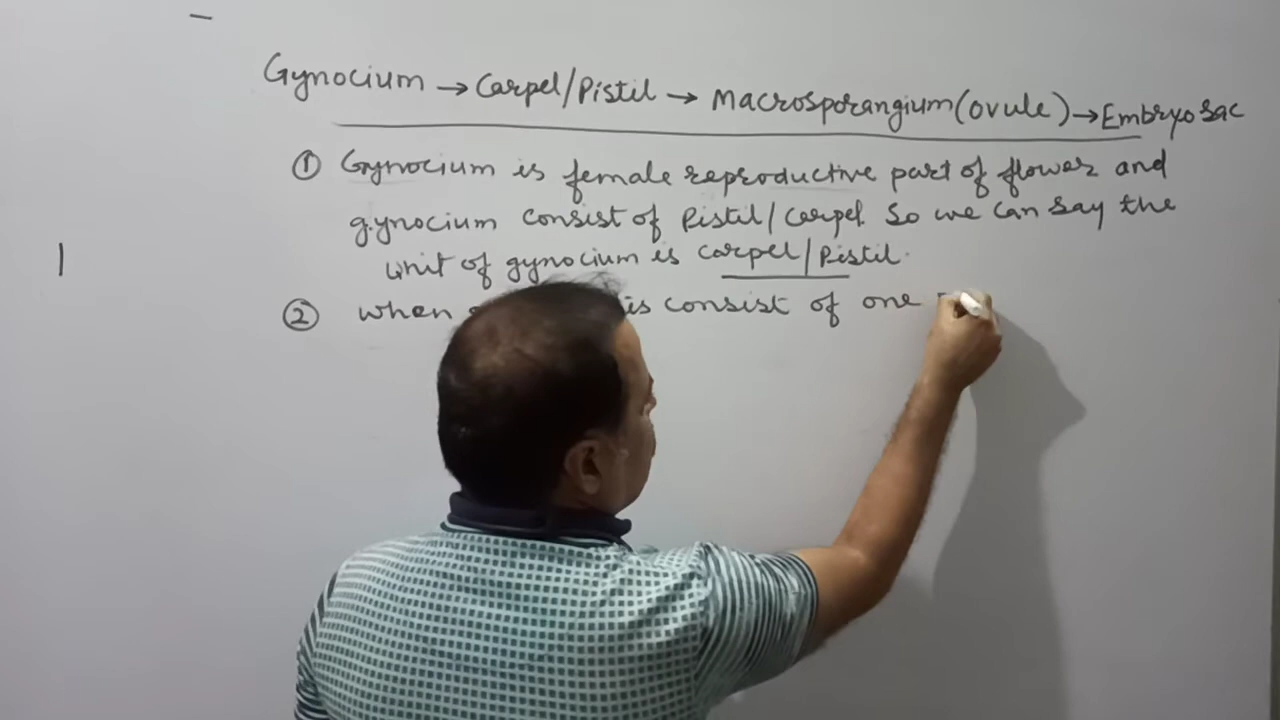 Gynocium → Carpel/Pistil → Macrosporangium (ovule) → Embryo sac
① Gynocium is female reproductive part of flower and
gynocium consist of Pistil/carpel. So we can say the
unit of gynocium is carpel/Pistil.
② when is consist of one